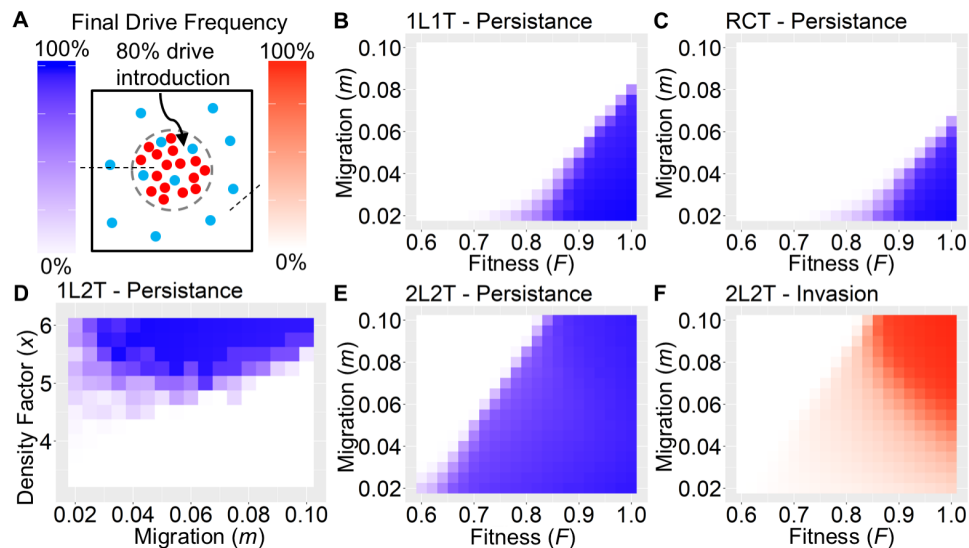 A
Final Drive Frequency
100%
80% drive
introduction
100%
0%
0%
B
1L1T - Persistance
Migration (m)
0.10
0.08
0.06
0.04
0.02
0.6
0.7
0.8
0.9
1.0
Fitness (F)
C
RCT - Persistance
Migration (m)
0.10
0.08
0.06
0.04
0.02
0.6
0.7
0.8
0.9
1.0
Fitness (F)
D
1L2T - Persistance
Density Factor (x)
6
5
4
0.02
0.04
0.06
0.08
0.10
Migration (m)
E
2L2T - Persistance
Migration (m)
0.10
0.08
0.06
0.04
0.02
0.6
0.7
0.8
0.9
1.0
Fitness (F)
F
2L2T - Invasion
Migration (m)
0.10
0.08
0.06
0.04
0.02
0.6
0.7
0.8
0.9
1.0
Fitness (F)